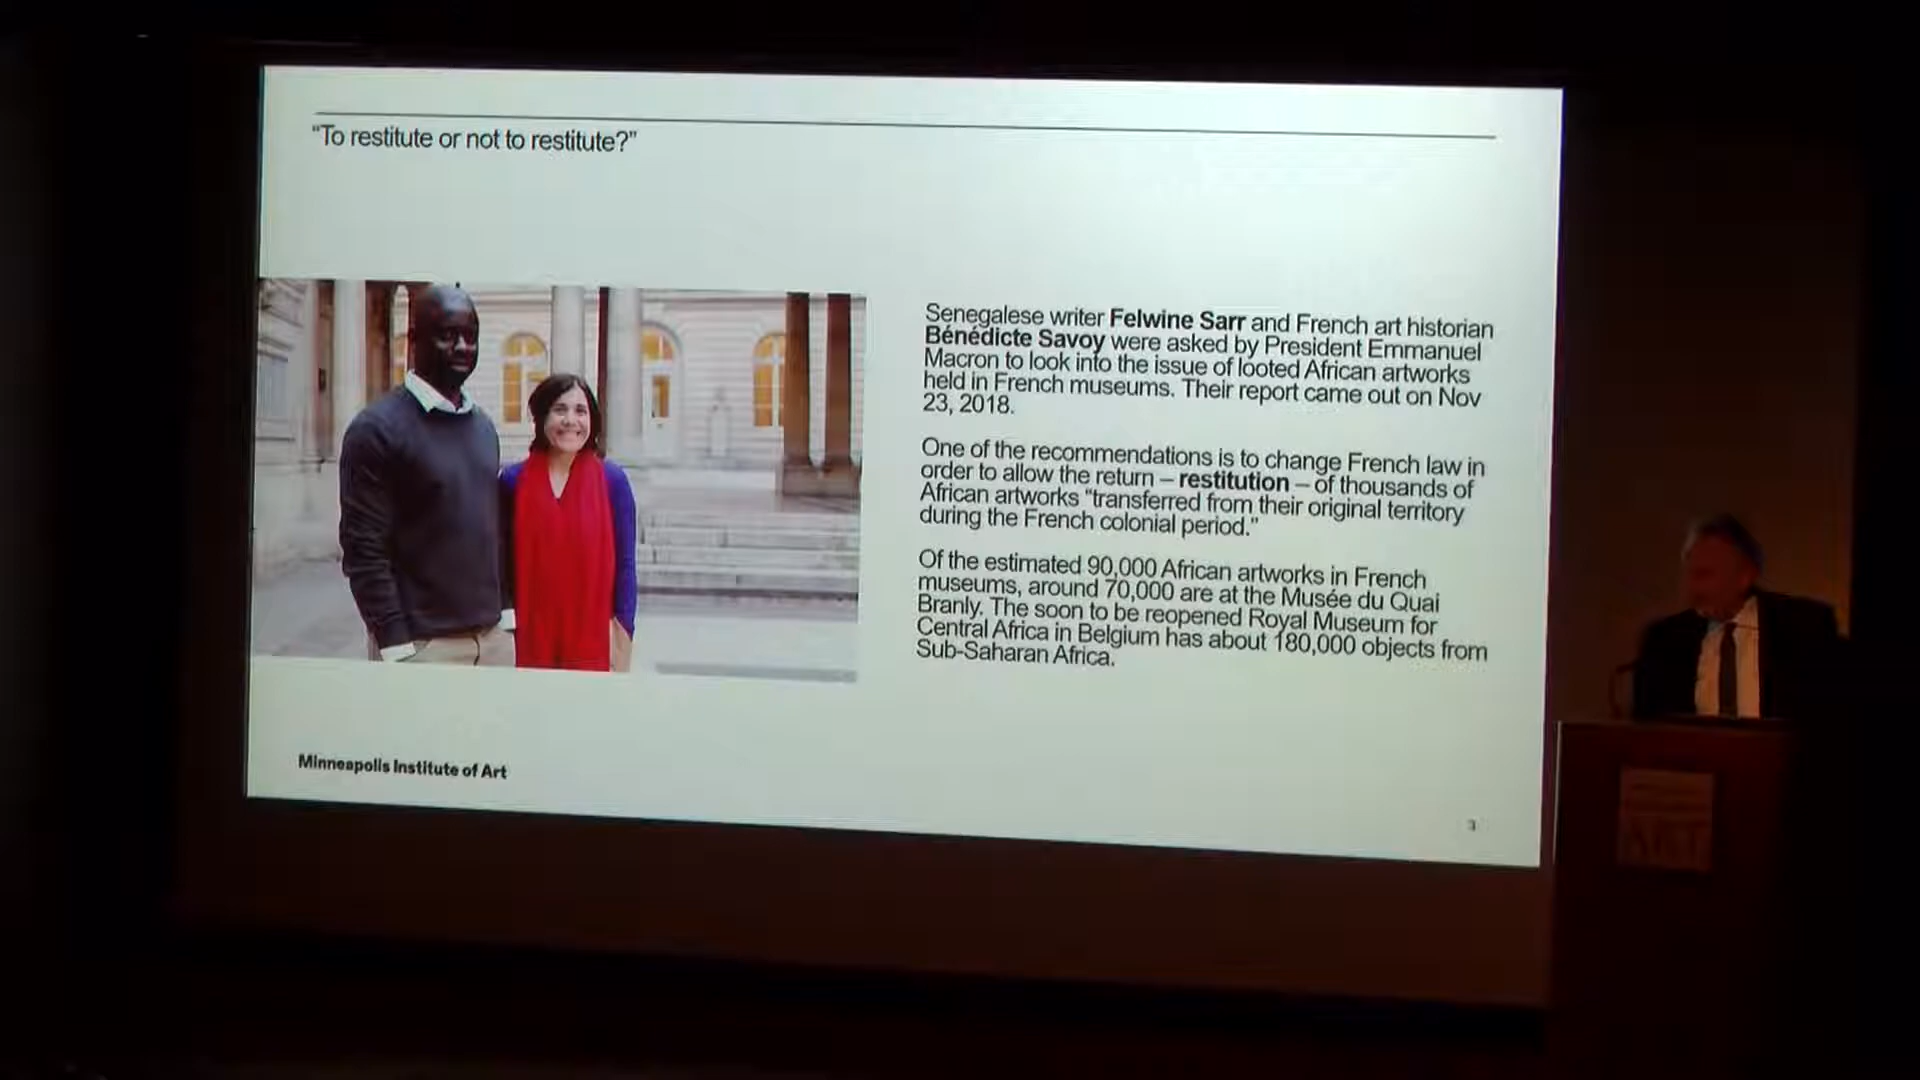 “To restitute or not to restitute?”
Senegalese writer Felwine Sarr and French art historian
Bénédicte Savoy were asked by President Emmanuel
Macron to look into the issue of looted African artworks
held in French museums. Their report came out on Nov
23, 2018.
One of the recommendations is to change French law in
order to allow the return – restitution – of thousands of
African artworks “transferred from their original territory
during the French colonial period.”
Of the estimated 90,000 African artworks in French
museums, around 70,000 are at the Musée du Quai
Branly. The soon to be reopened Royal Museum for
Central Africa in Belgium has about 180,000 objects from
Sub-Saharan Africa.
Minneapolis Institute of Art
3